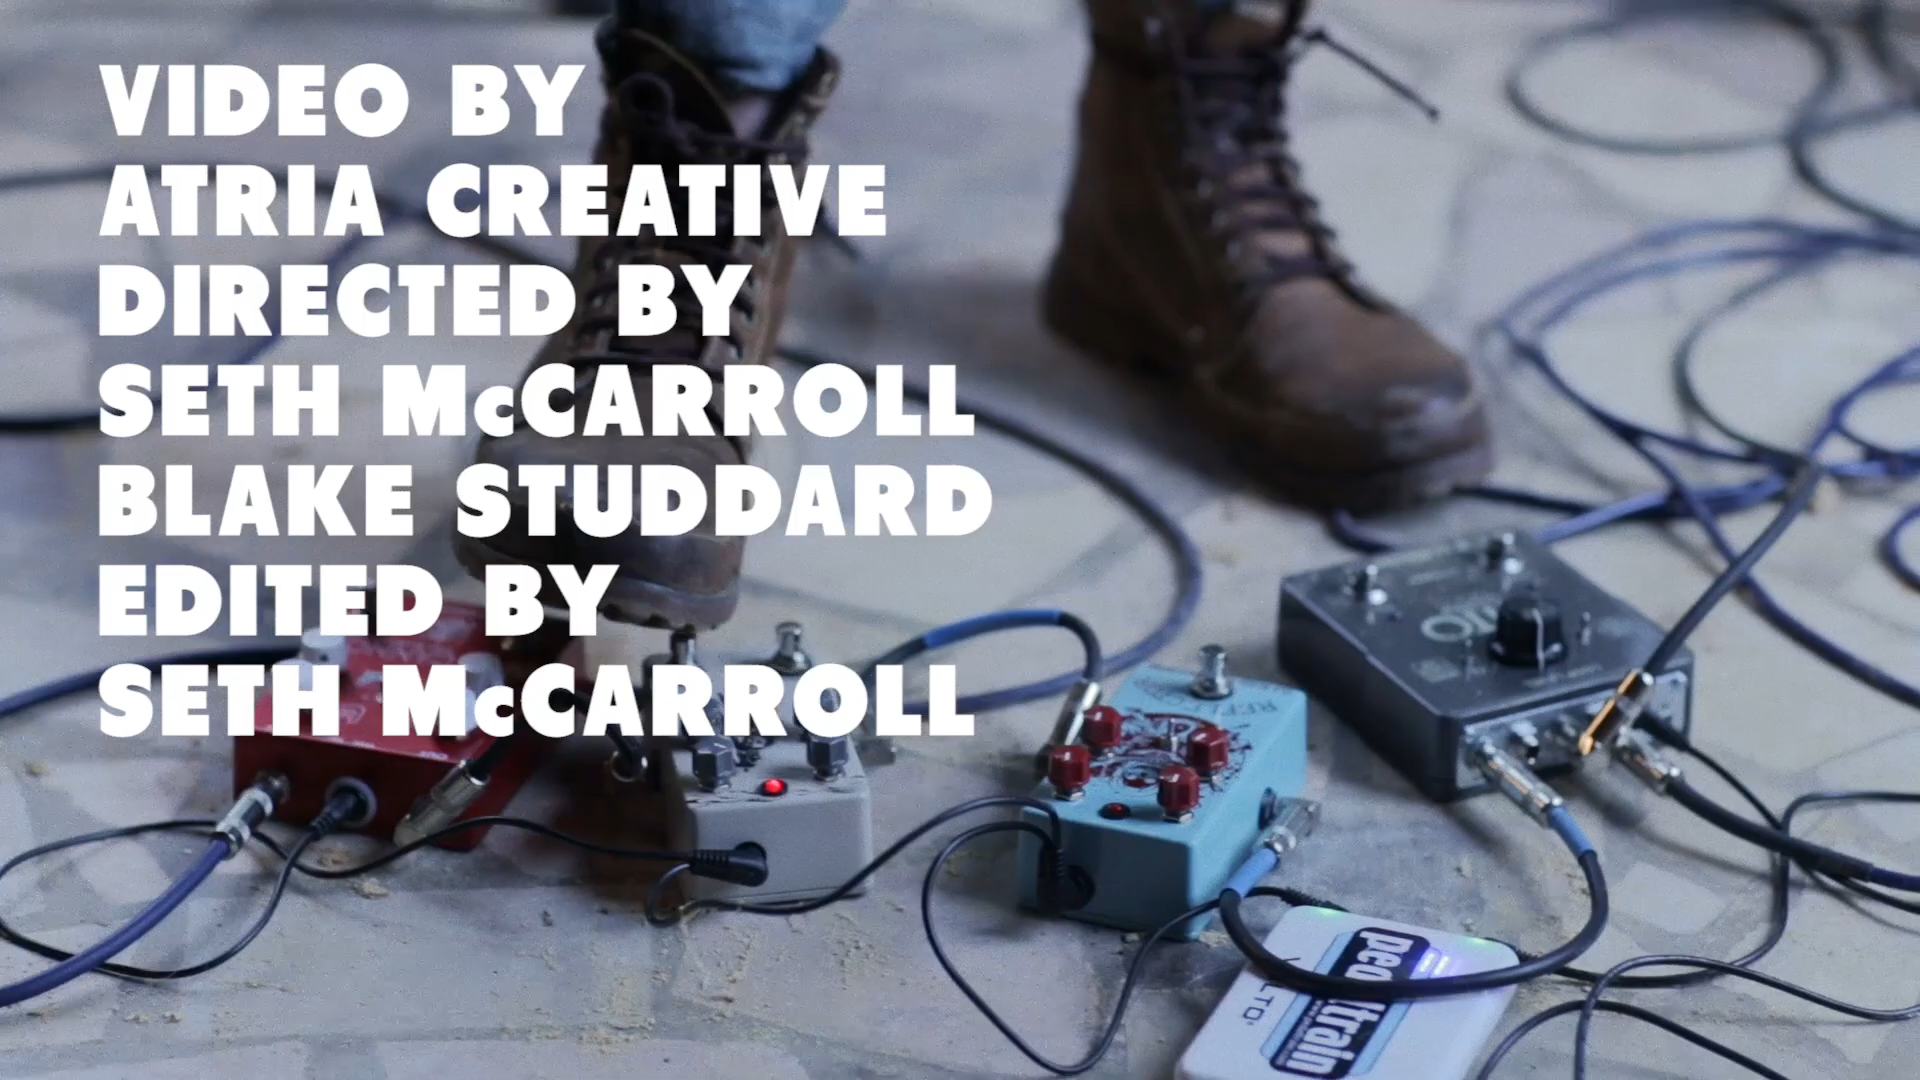 VIDEO BY
ATRIA CREATIVE
DIRECTED BY
SETH McCARROLL
BLAKE STUDDARD
EDITED BY
SETH McCARROLL